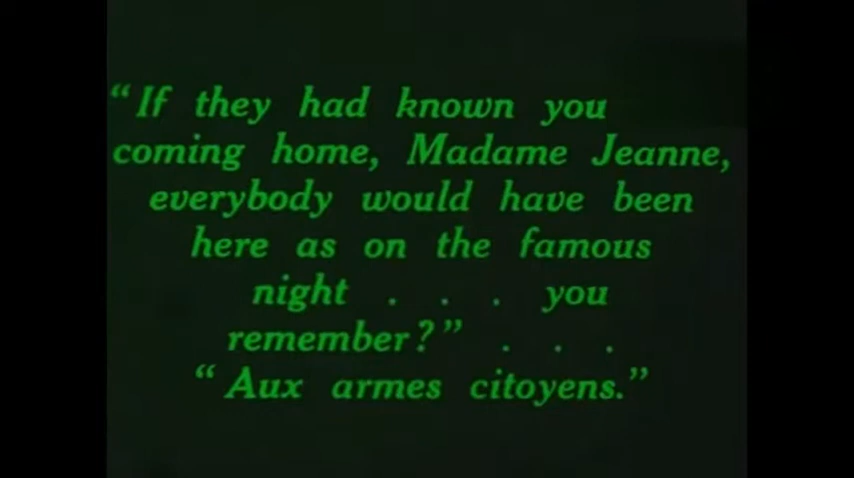 “If they had known you
coming home, Madame Jeanne,
everybody would have been
here as on the famous
night . . . you
remember?” . . .
“Aux armes citoyens.”